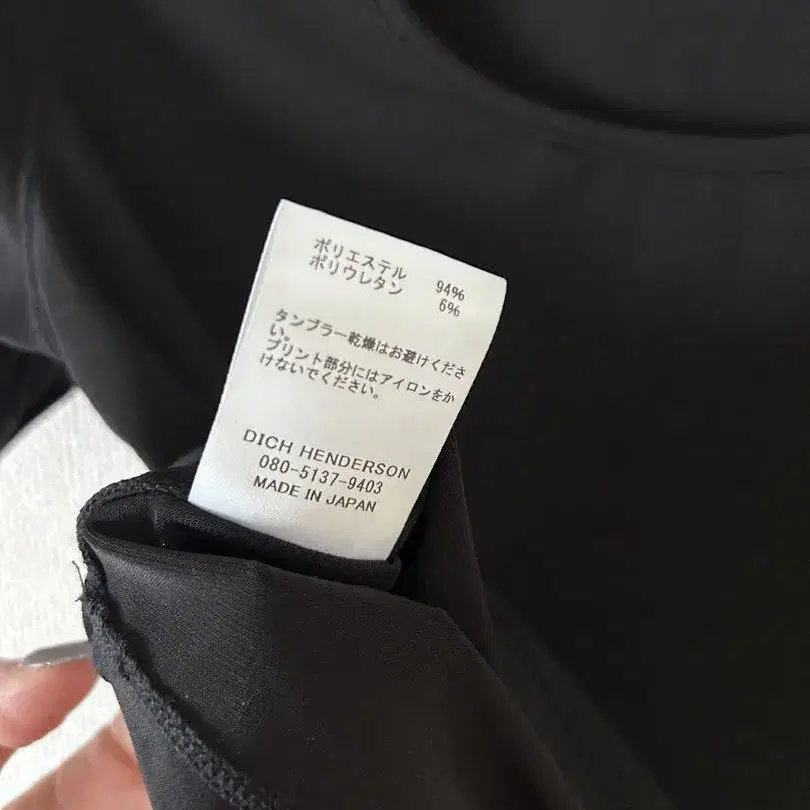 ポリエステル 94%
ポリウレタン 6%
タンブラー乾燥はお避けくださ
い。
プリント部分にはアイロンをか
けないでください。
DICH HENDERSON
080-5137-9403
MADE IN JAPAN